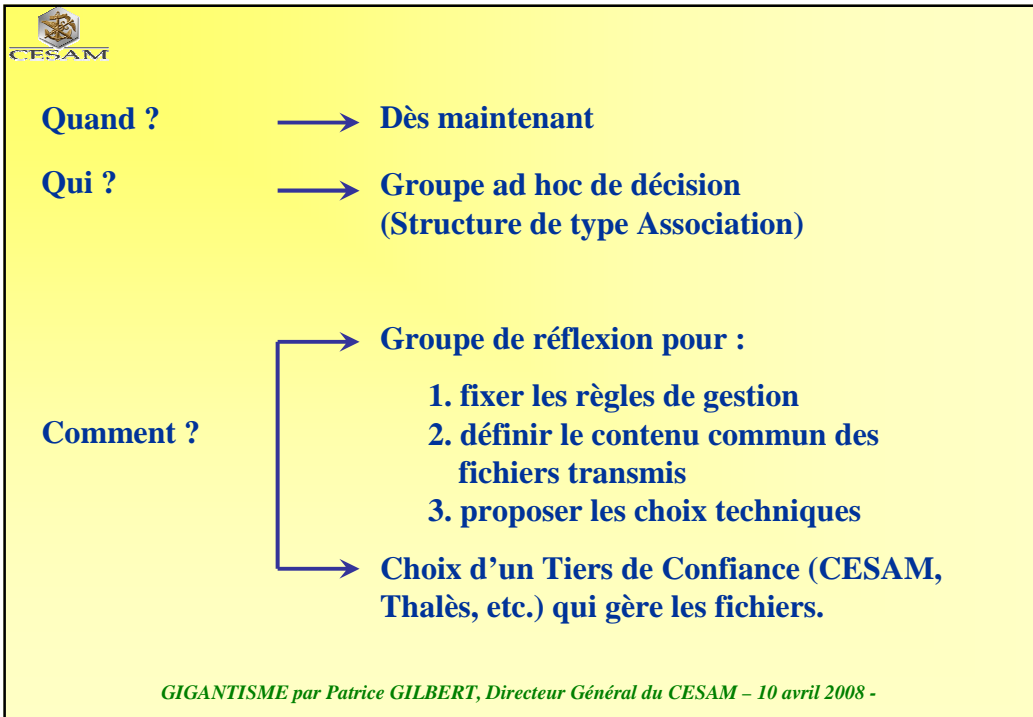 CESAM
Quand ?
Dès maintenant
Qui ?
Groupe ad hoc de décision
(Structure de type Association)
Comment ?
Groupe de réflexion pour :
1. fixer les règles de gestion
2. définir le contenu commun des
fichiers transmis
3. proposer les choix techniques
Choix d’un Tiers de Confiance (CESAM,
Thalès, etc.) qui gère les fichiers.
GIGANTISME par Patrice GILBERT, Directeur Général du CESAM – 10 avril 2008 -